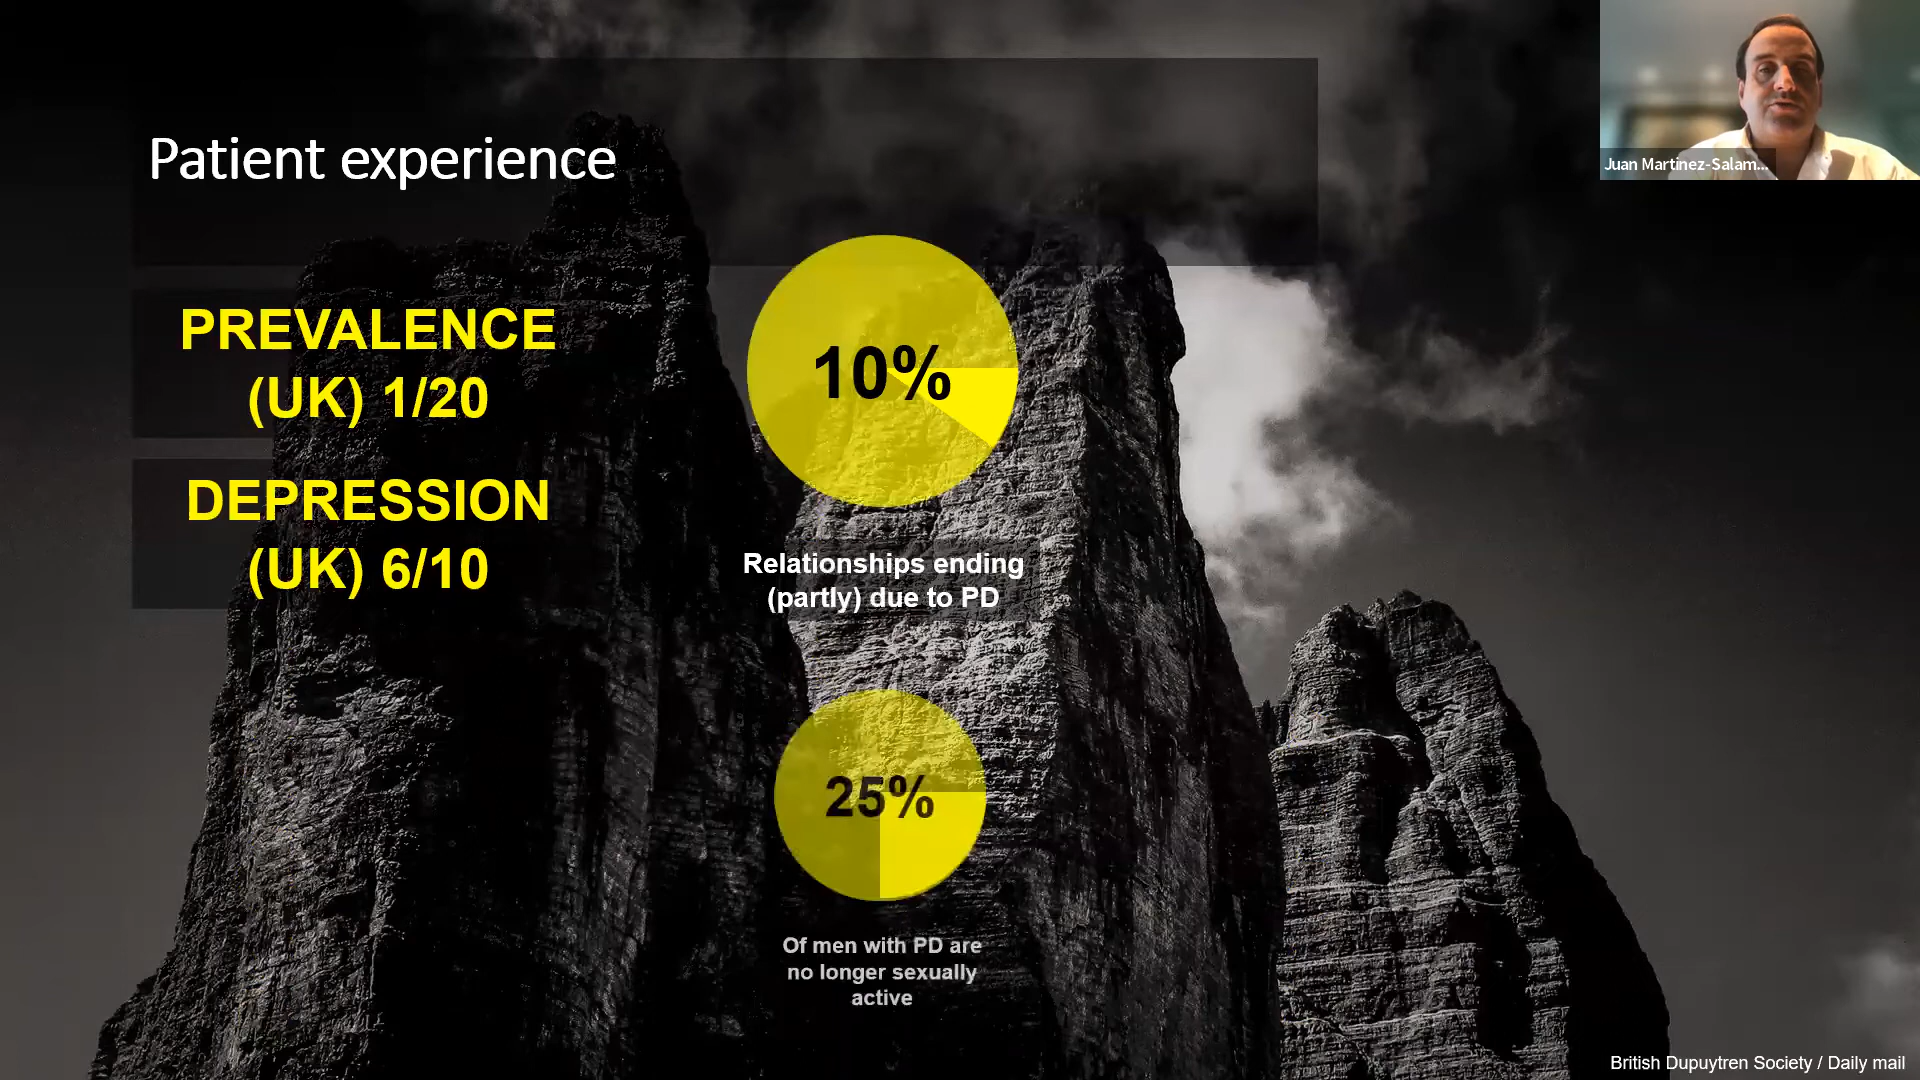 Patient experience
PREVALENCE
(UK) 1/20
DEPRESSION
(UK) 6/10
10%
Relationships ending
(partly) due to PD
25%
Of men with PD are
no longer sexually
active
Juan Martinez-Salam...
British Dupuytren Society / Daily mail